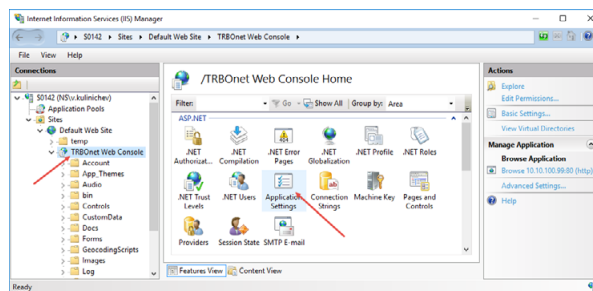 Internet Information Services (IIS) Manager
S0142 Sites Default Web Site TRBOnet Web Console
File View Help
Connections
S0142 (NS\v.kulinichev)
Application Pools
Sites
Default Web Site
temp
TRBOnet Web Console
Account
App_Themes
Audio
bin
Controls
CustomData
Docs
Forms
GeocodingScripts
Images
Log
/TRBOnet Web Console Home
Filter: Go Show All Group by: Area
ASP.NET
.NET Authorizat...
.NET Compilation
.NET Error Pages
.NET Globalization
.NET Profile
.NET Roles
.NET Trust Levels
.NET Users
Application Settings
Connection Strings
Machine Key
Pages and Controls
Providers
Session State
SMTP E-mail
Features View Content View
Actions
Explore
Edit Permissions...
Basic Settings...
View Virtual Directories
Manage Application
Browse Application
Browse 10.10.100.99:80 (http)
Advanced Settings...
Help
Ready